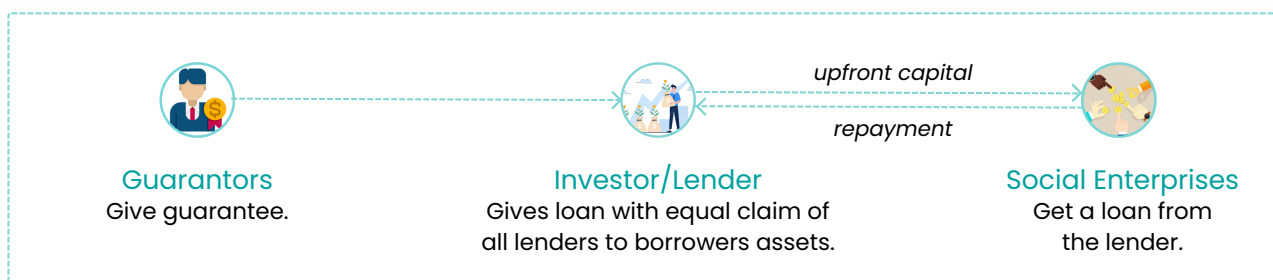 upfront capital
repayment
Guarantors
Give guarantee.
Investor/Lender
Gives loan with equal claim of
all lenders to borrowers assets.
Social Enterprises
Get a loan from
the lender.